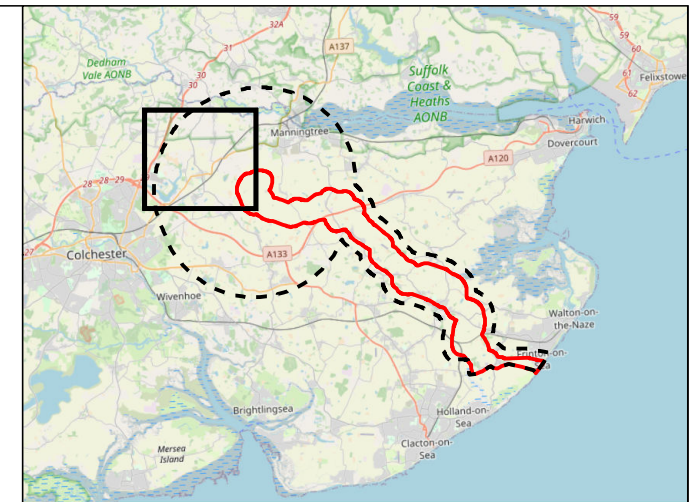 59
32A
A137
60
31
Dedham
Vale AONB
Suffolk
Coast &
Heaths
AONB
30
61
Felixstowe
30
62
Harwich
Manningtree
Dovercourt
A120
28
28
29
27
Colchester
A133
Wivenhoe
Walton-on-
the-Naze
Frinton-on-
Sea
Brightlingsea
Holland-on-
Sea
Clacton-on-
Sea
Mersea
Island